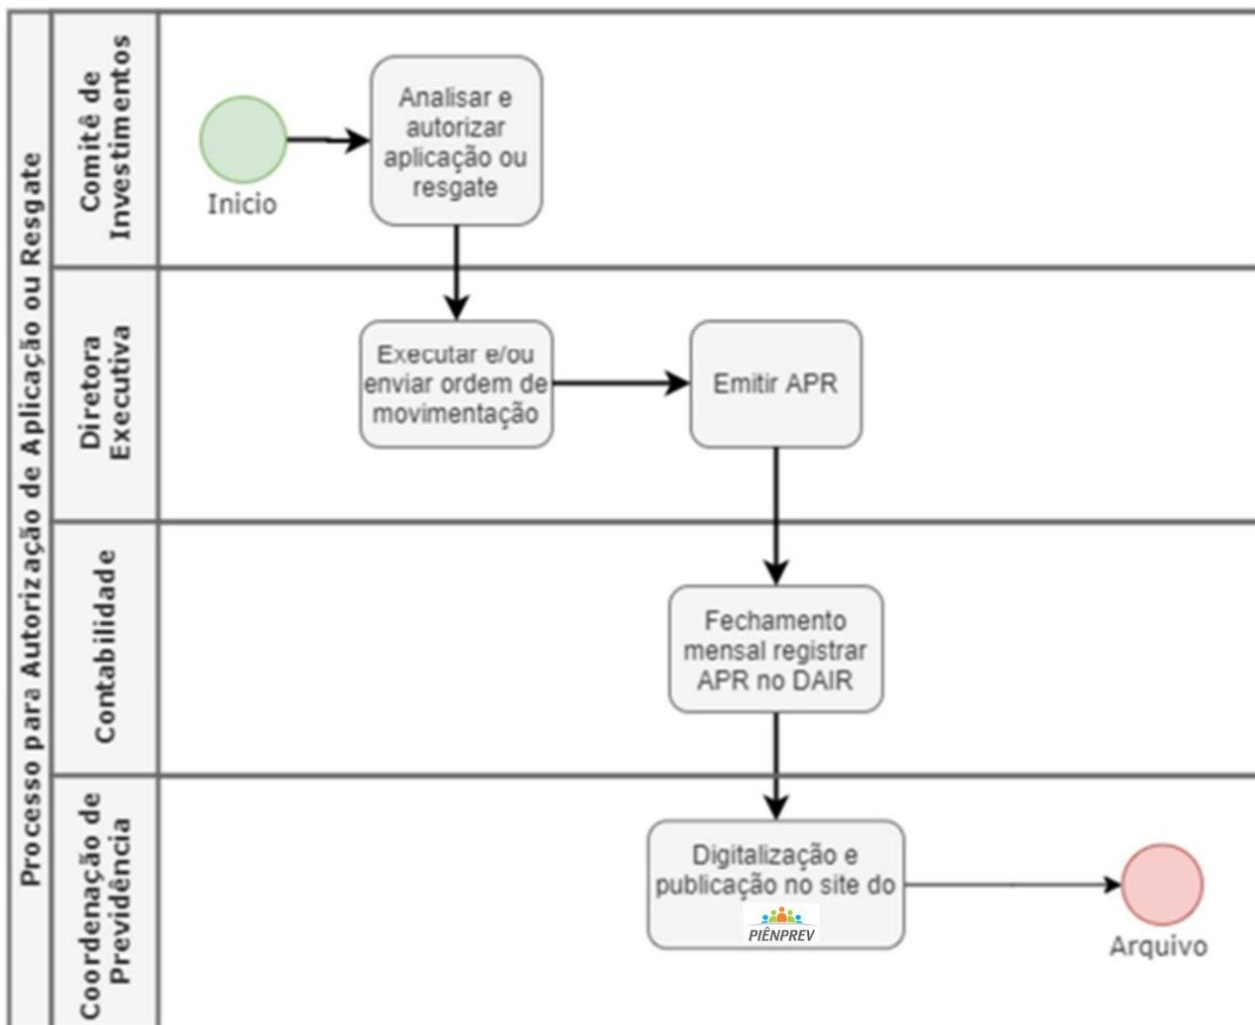 Processo para Autorização de Aplicação ou Resgate
Comitê de
Investimentos
Inicio
Analisar e
autorizar
aplicação ou
resgate
Diretora
Executiva
Executar e/ou
enviar ordem de
movimentação
Emitir APR
Contabilidade
Fechamento
mensal registrar
APR no DAIR
Coordenação de
Previdência
Digitalização e
publicação no site do
PIÊNPREV
Arquivo